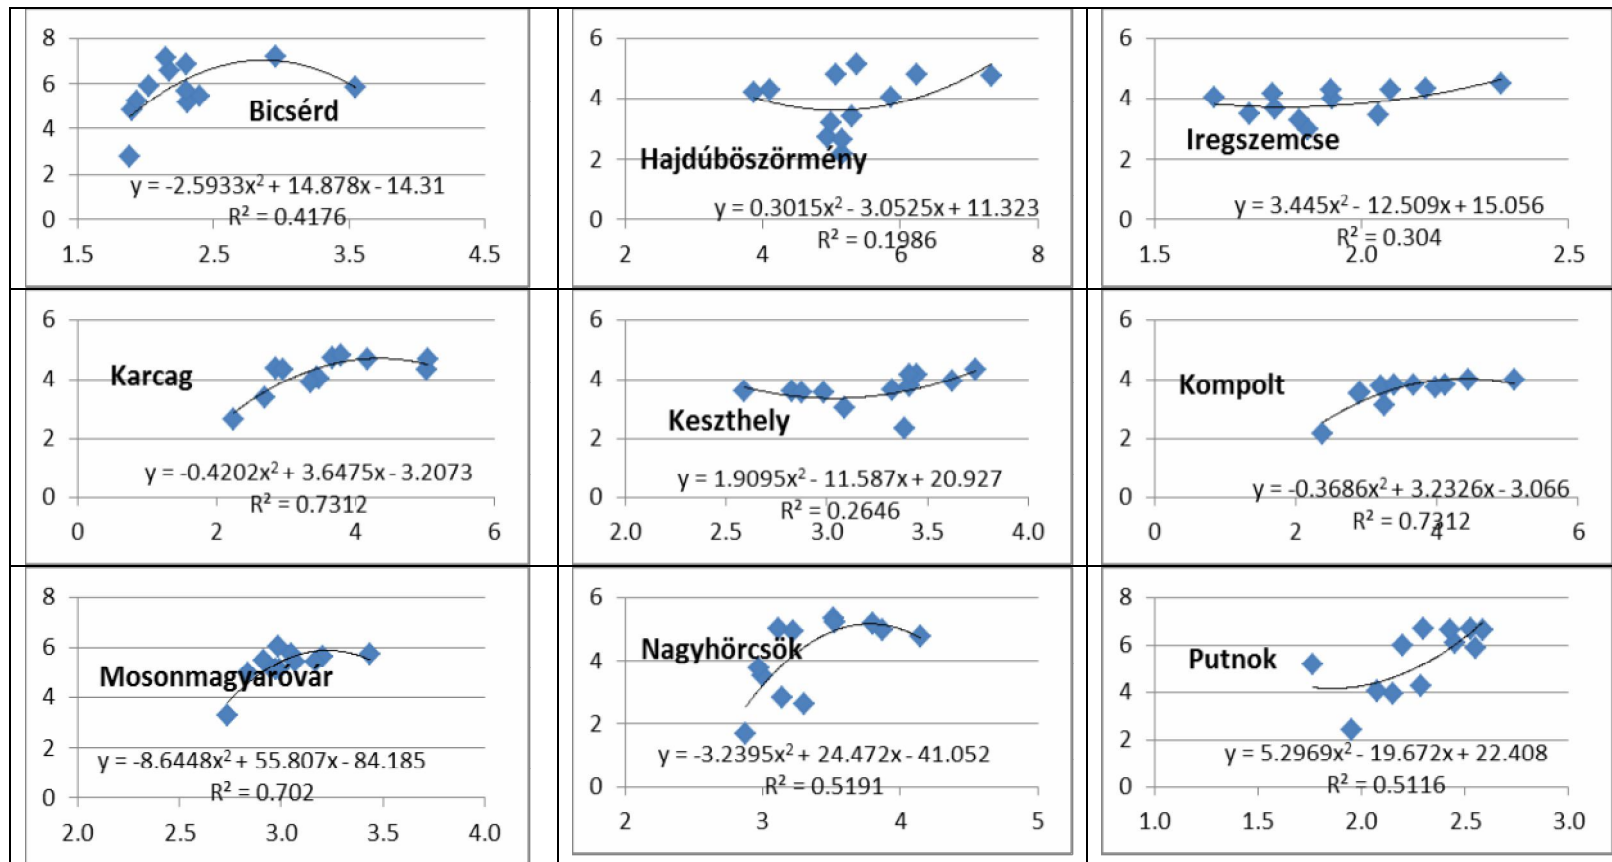 8
6
4
2
0
Bicsérd
y = -2.5933x² + 14.878x - 14.31
R² = 0.4176
1.5 2.5 3.5 4.5
6
4
2
0
Hajdúböszörmény
y = 0.3015x² - 3.0525x + 11.323
R² = 0.1986
2 4 6 8
6
4
2
0
Iregszemcse
y = 3.445x² - 12.509x + 15.056
R² = 0.304
1.5 2.0 2.5
6
4
2
0
Karcag
y = -0.4202x² + 3.6475x - 3.2073
R² = 0.7312
0 2 4 6
6
4
2
0
Keszthely
y = 1.9095x² - 11.587x + 20.927
R² = 0.2646
2.0 2.5 3.0 3.5 4.0
6
4
2
0
Kompolt
y = -0.3686x² + 3.2326x - 3.066
R² = 0.7312
0 2 4 6
8
6
4
2
0
Mosonmagyaróvár
y = -8.6448x² + 55.807x - 84.185
R² = 0.702
2.0 2.5 3.0 3.5 4.0
6
4
2
0
Nagyhörcsök
y = -3.2395x² + 24.472x - 41.052
R² = 0.5191
2 3 4 5
8
6
4
2
0
Putnok
y = 5.2969x² - 19.672x + 22.408
R² = 0.5116
1.0 1.5 2.0 2.5 3.0